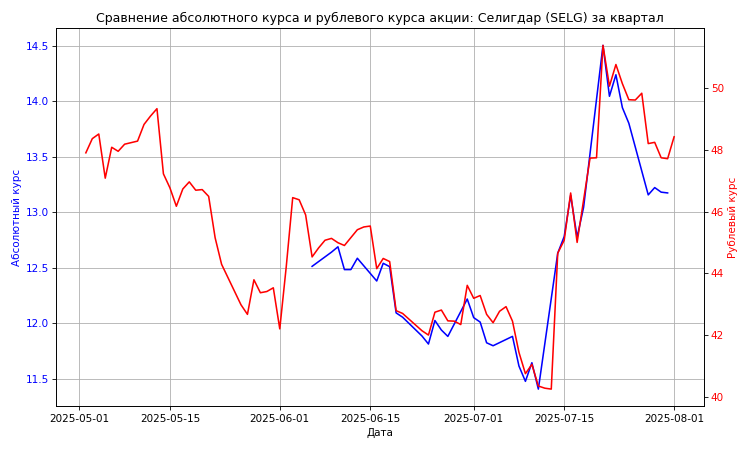 Сравнение абсолютного курса и рублевого курса акции: Селигдар (SELG) за квартал
Абсолютный курс
14.5
14.0
13.5
13.0
12.5
12.0
11.5
50
48
46
44
42
40
Рублевый курс
2025-05-01 2025-05-15 2025-06-01 2025-06-15 2025-07-01 2025-07-15 2025-08-01
Дата